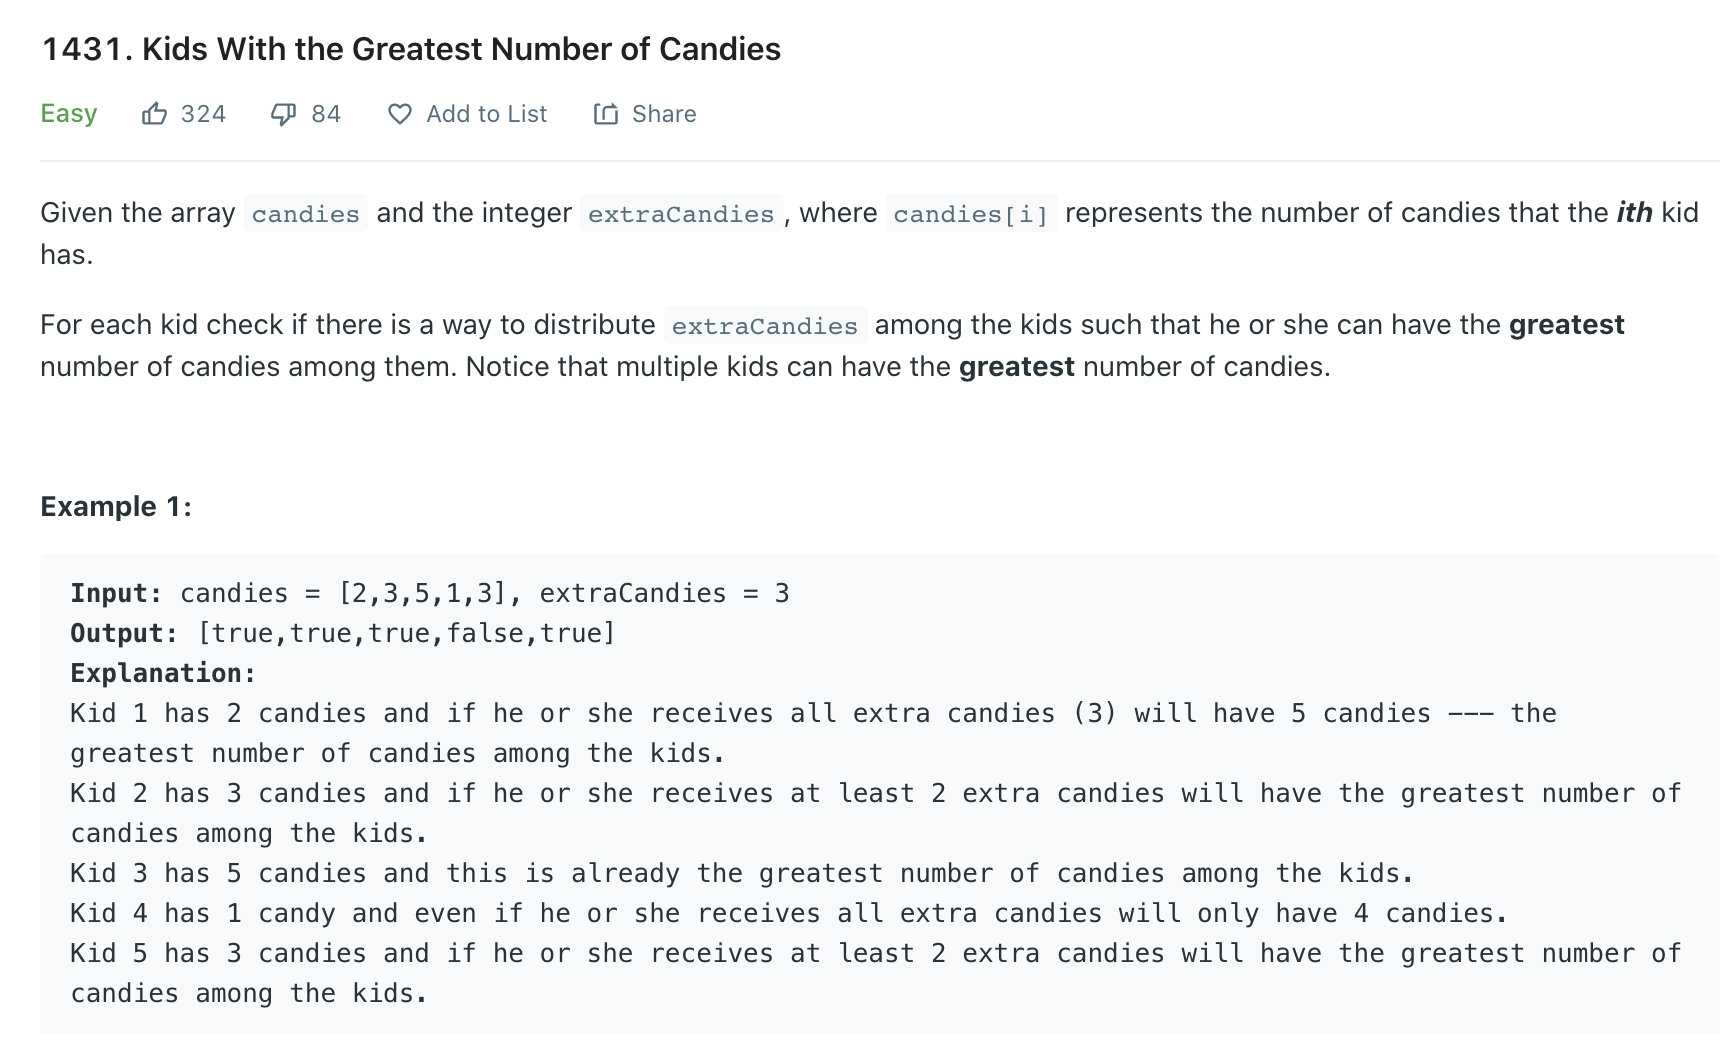 1431. Kids With the Greatest Number of Candies
Easy 324 84 Add to List Share
Given the array candies and the integer extraCandies, where candies[i] represents the number of candies that the ith kid
has.
For each kid check if there is a way to distribute extraCandies among the kids such that he or she can have the greatest
number of candies among them. Notice that multiple kids can have the greatest number of candies.
Example 1:
Input: candies = [2,3,5,1,3], extraCandies = 3
Output: [true,true,true,false,true]
Explanation:
Kid 1 has 2 candies and if he or she receives all extra candies (3) will have 5 candies --- the
greatest number of candies among the kids.
Kid 2 has 3 candies and if he or she receives at least 2 extra candies will have the greatest number of
candies among the kids.
Kid 3 has 5 candies and this is already the greatest number of candies among the kids.
Kid 4 has 1 candy and even if he or she receives all extra candies will only have 4 candies.
Kid 5 has 3 candies and if he or she receives at least 2 extra candies will have the greatest number of
candies among the kids.